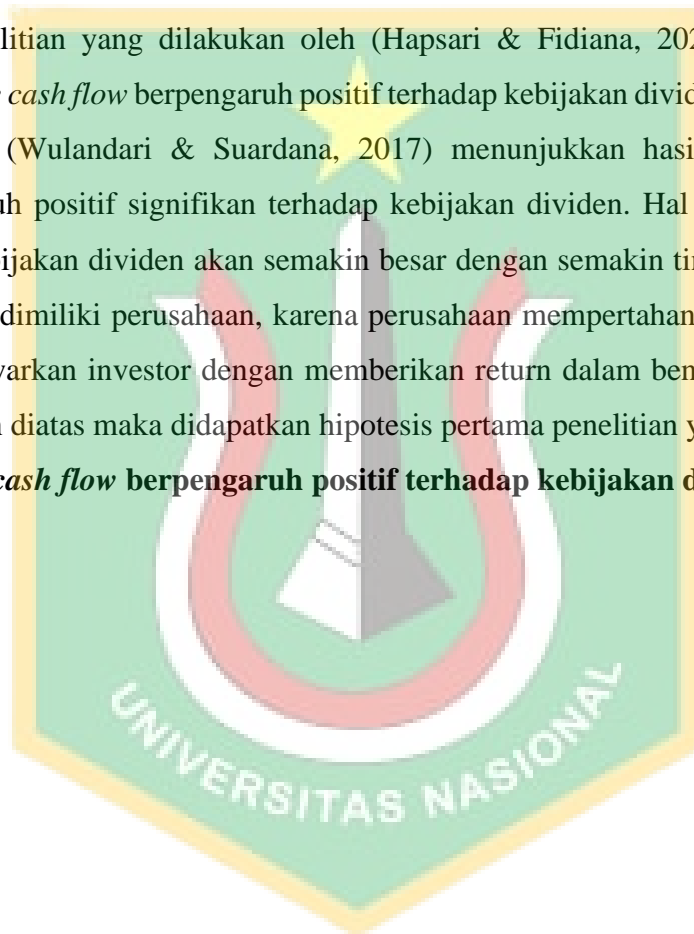 litian yang dilakukan oleh (Hapsari & Fidiana, 202
cash flow berpengaruh positif terhadap kebijakan divid
(Wulandari & Suardana, 2017) menunjukkan hasi
uh positif signifikan terhadap kebijakan dividen. Hal
ijakan dividen akan semakin besar dengan semakin tin
dimiliki perusahaan, karena perusahaan mempertahan
varkan investor dengan memberikan return dalam ben
n diatas maka didapatkan hipotesis pertama penelitian y
cash flow berpengaruh positif terhadap kebijakan d
UNIVERSITAS NASIONAL